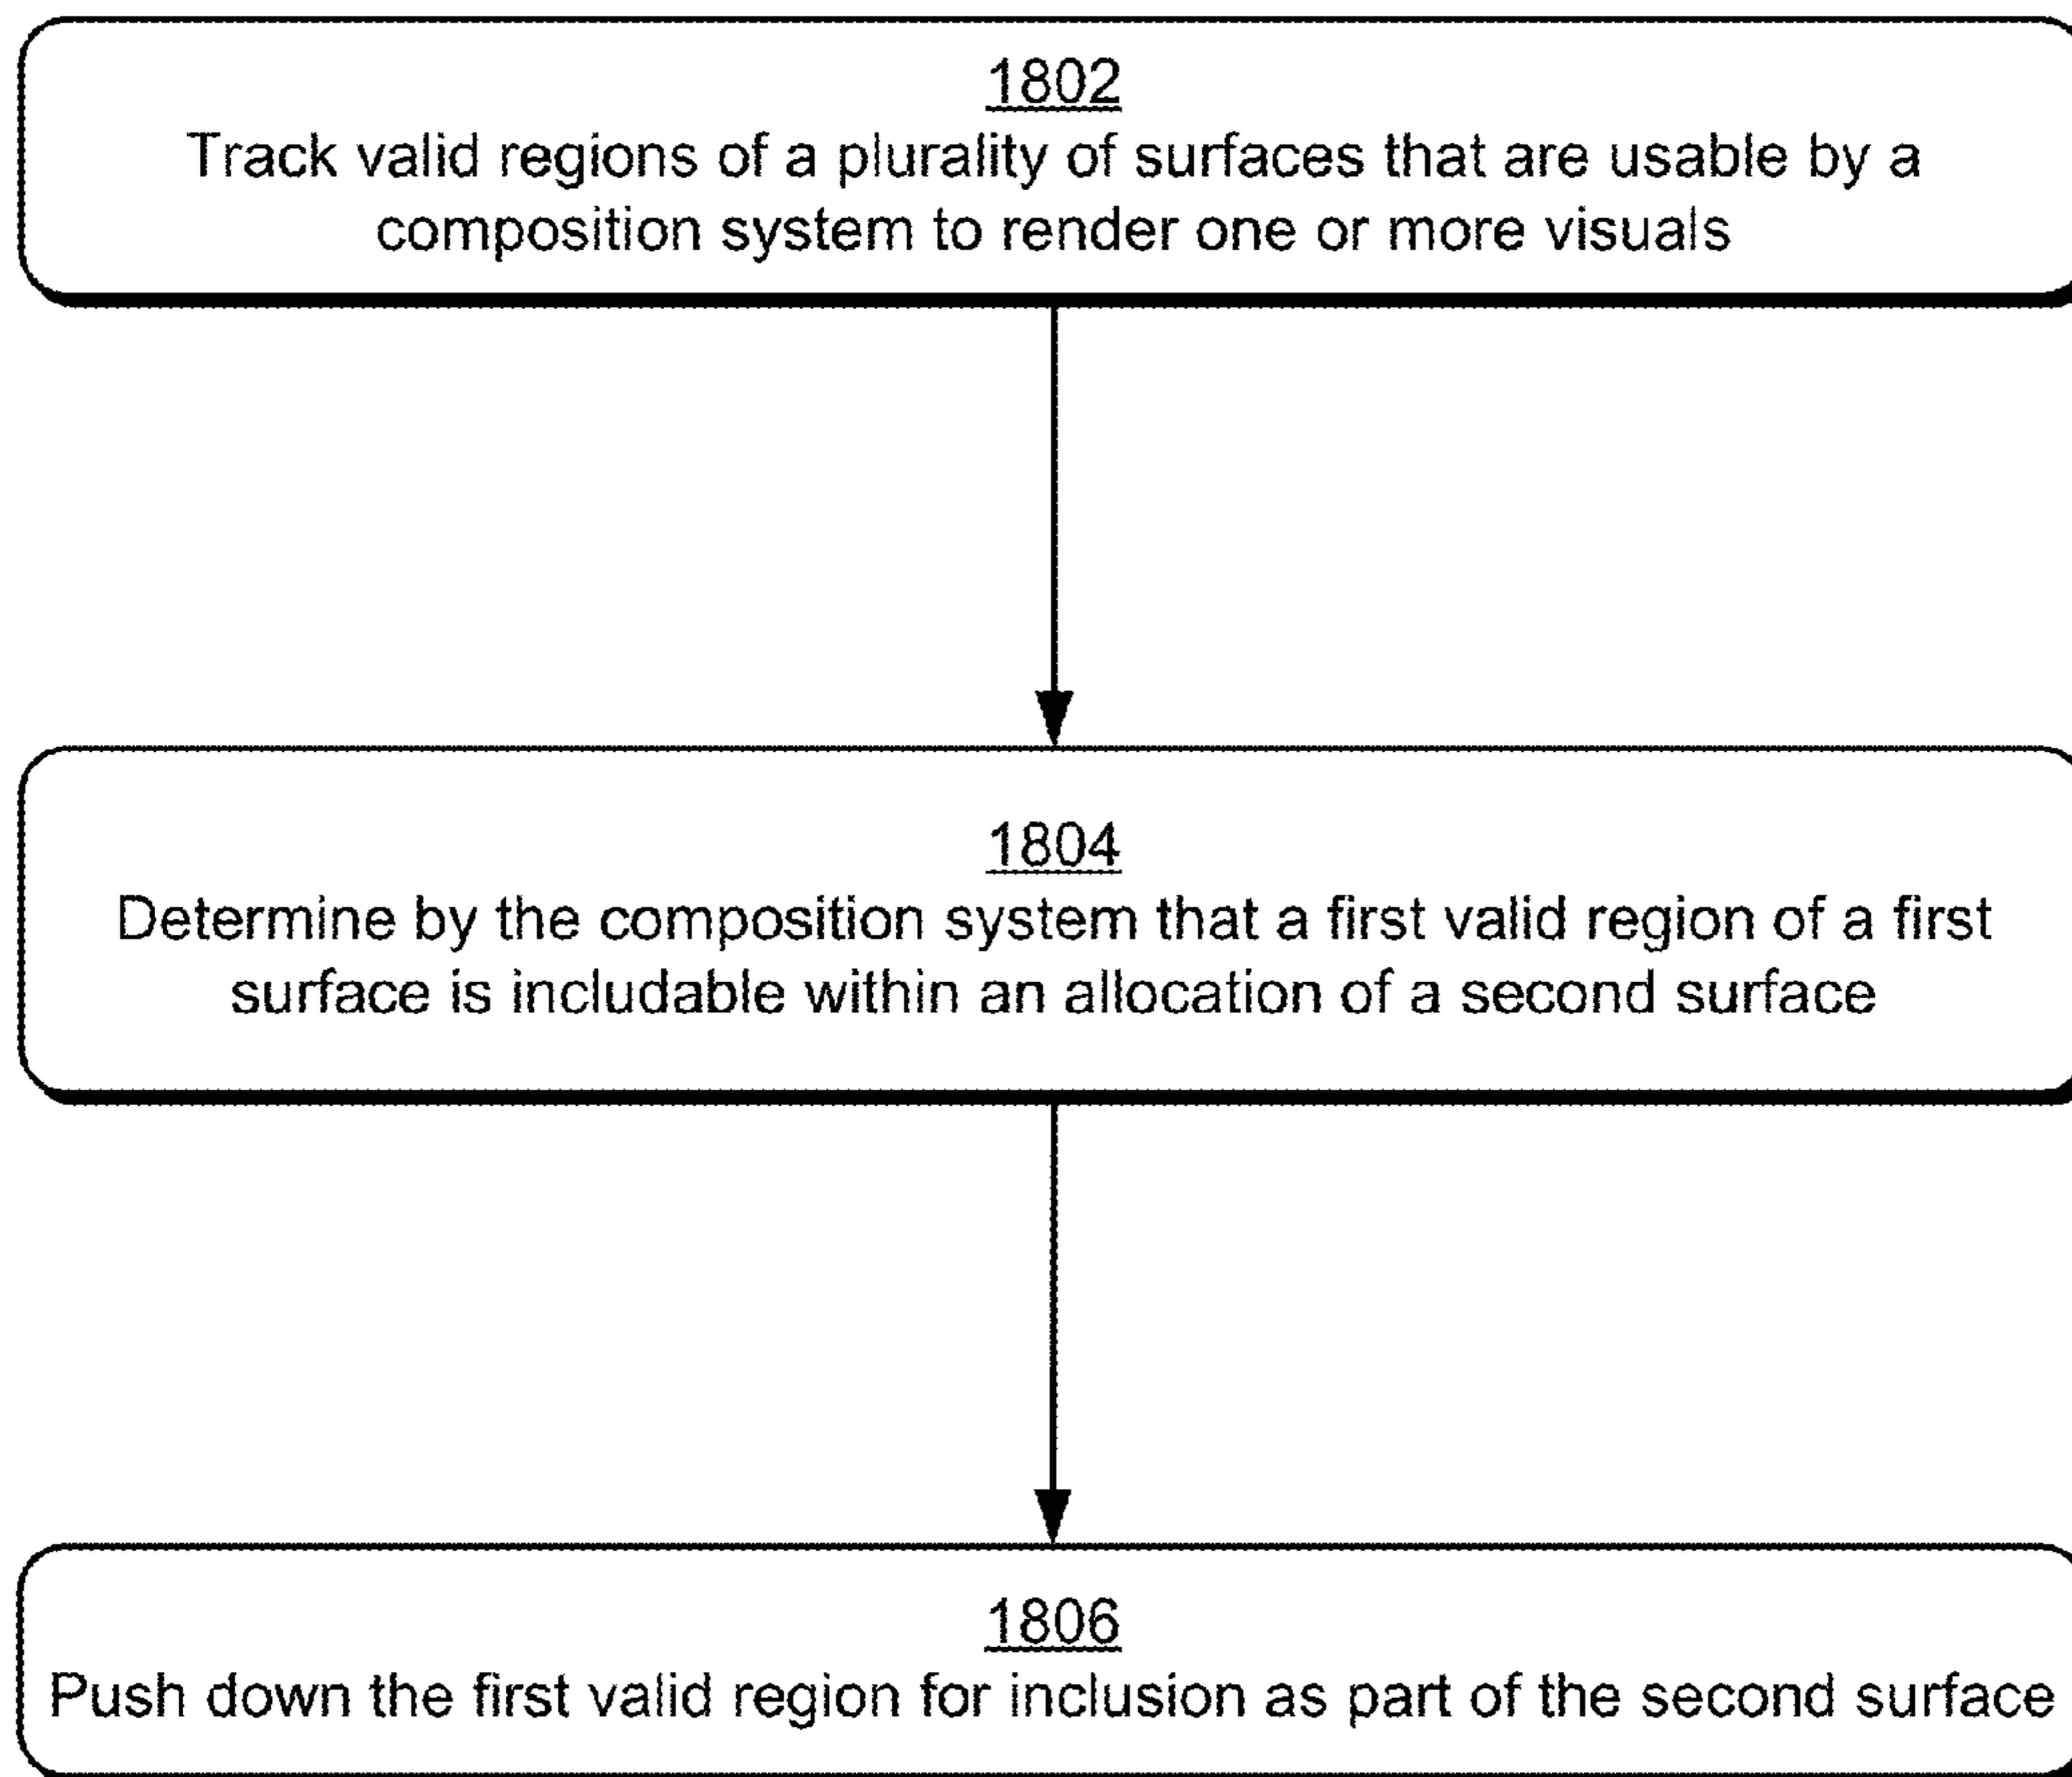 1802
Track valid regions of a plurality of surfaces that are usable by a
composition system to render one or more visuals
1804
Determine by the composition system that a first valid region of a first
surface is includable within an allocation of a second surface
1806
Push down the first valid region for inclusion as part of the second surface